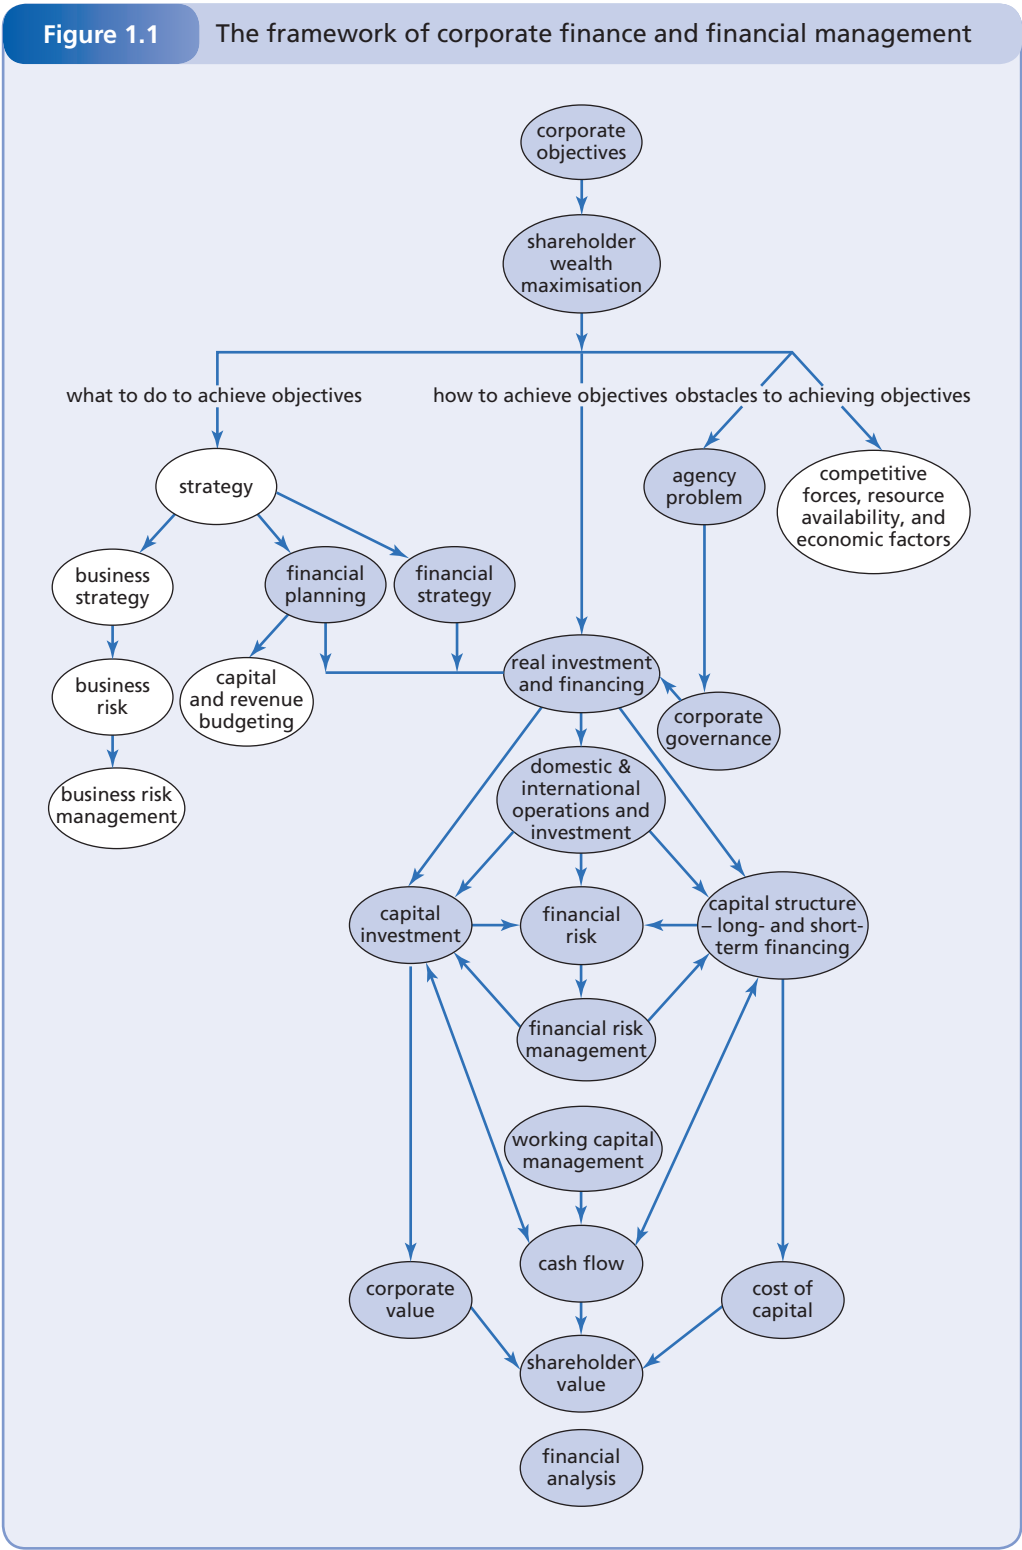 Figure 1.1
The framework of corporate finance and financial management
corporate
objectives
shareholder
wealth
maximisation
what to do to achieve objectives
how to achieve objectives
obstacles to achieving objectives
strategy
agency
problem
competitive
forces, resource
availability, and
economic factors
business
strategy
financial
planning
financial
strategy
business
risk
capital
and revenue
budgeting
real investment
and financing
corporate
governance
business risk
management
domestic &
international
operations and
investment
capital
investment
financial
risk
capital structure
– long- and short-
term financing
financial risk
management
working capital
management
cash flow
corporate
value
cost of
capital
shareholder
value
financial
analysis